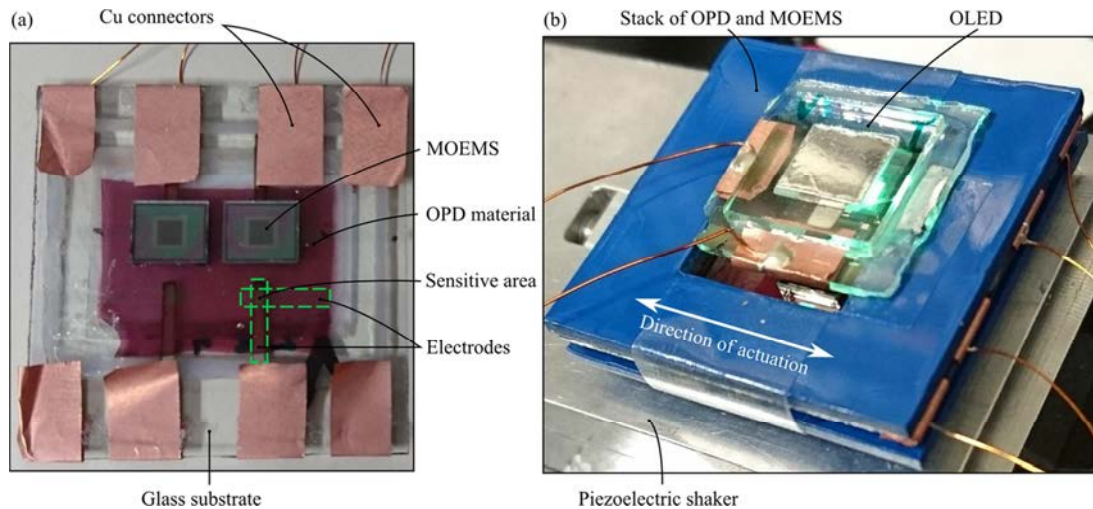 (a)
Cu connectors
MOEMS
OPD material
Sensitive area
Electrodes
Glass substrate
(b)
Stack of OPD and MOEMS
OLED
Direction of actuation
Piezoelectric shaker